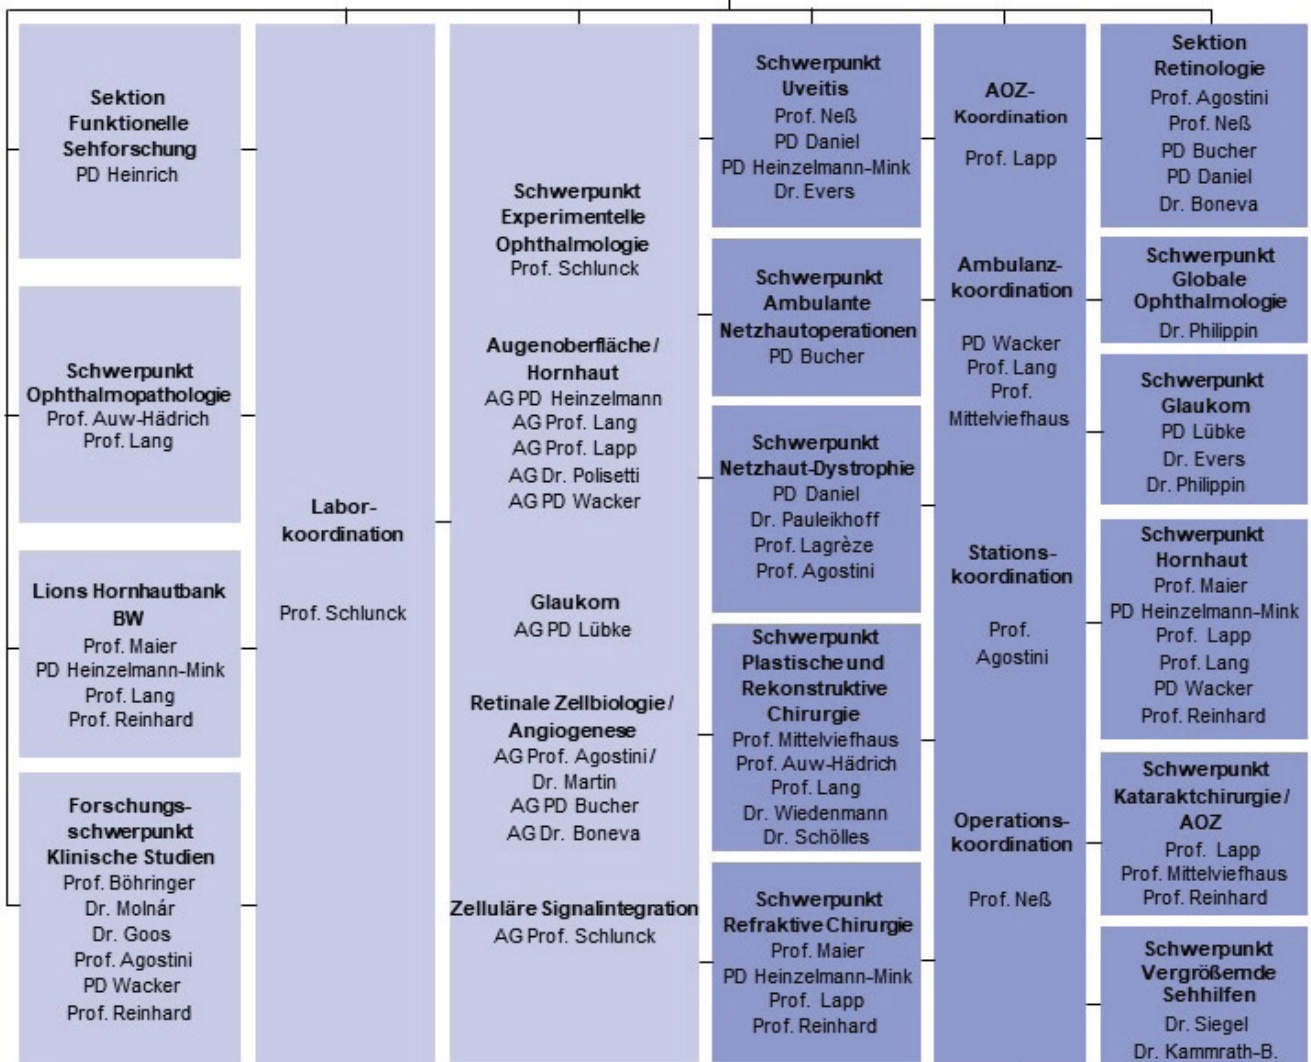 Sektion
Funktionelle
Sehforschung
PD Heinrich
Schwerpunkt
Ophthalmopathologie
Prof. Auw-Hädrich
Prof. Lang
Lions Hornhautbank
BW
Prof. Maier
PD Heinzelmann-Mink
Prof. Lang
Prof. Reinhard
Forschungs-
schwerpunkt
Klinische Studien
Prof. Böhringer
Dr. Molnár
Dr. Goos
Prof. Agostini
PD Wacker
Prof. Reinhard
Labor-
koordination
Prof. Schlunck
Schwerpunkt
Experimentelle
Ophthalmologie
Prof. Schlunck
Augenoberfläche/
Hornhaut
AG PD Heinzelmann
AG Prof. Lang
AG Prof. Lapp
AG Dr. Polisetti
AG PD Wacker
Glaukom
AG PD Lübke
Retinale Zellbiologie/
Angiogenese
AG Prof. Agostini/
Dr. Martin
AG PD Bucher
AG Dr. Boneva
Zelluläre Signalintegration
AG Prof. Schlunck
Schwerpunkt
Uveitis
Prof. Neß
PD Daniel
PD Heinzelmann-Mink
Dr. Evers
Schwerpunkt
Ambulante
Netzhautoperationen
PD Bucher
Schwerpunkt
Netzhaut-Dystrophie
PD Daniel
Dr. Pauleikhoff
Prof. Lagrèze
Prof. Agostini
Schwerpunkt
Plastische und
Rekonstruktive
Chirurgie
Prof. Mittelviefhaus
Prof. Auw-Hädrich
Prof. Lang
Dr. Wiedenmann
Dr. Schölles
Schwerpunkt
Refraktive Chirurgie
Prof. Maier
PD Heinzelmann-Mink
Prof. Lapp
Prof. Reinhard
AOZ-
Koordination
Prof. Lapp
Ambulanz-
koordination
PD Wacker
Prof. Lang
Prof.
Mittelviefhaus
Stations-
koordination
Prof.
Agostini
Operations-
koordination
Prof. Neß
Sektion
Retinologie
Prof. Agostini
Prof. Neß
PD Bucher
PD Daniel
Dr. Boneva
Schwerpunkt
Globale
Ophthalmologie
Dr. Philippin
Schwerpunkt
Glaukom
PD Lübke
Dr. Evers
Dr. Philippin
Schwerpunkt
Hornhaut
Prof. Maier
PD Heinzelmann-Mink
Prof. Lapp
Prof. Lang
PD Wacker
Prof. Reinhard
Schwerpunkt
Kataraktchirurgie/
AOZ
Prof. Lapp
Prof. Mittelviefhaus
Prof. Reinhard
Schwerpunkt
Vergrößernde
Sehhilfen
Dr. Siegel
Dr. Kammrath-B.